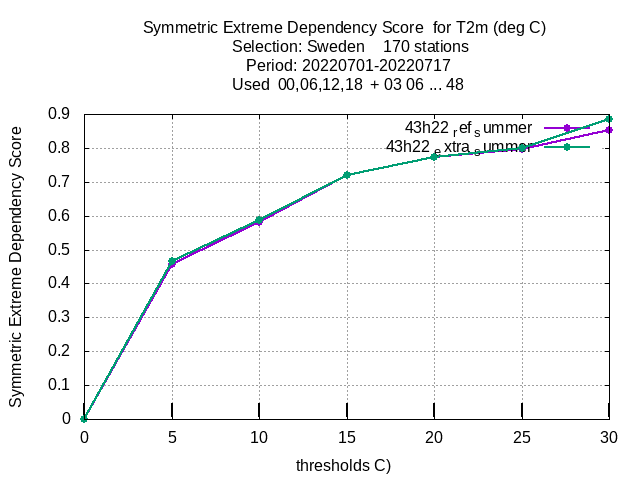 Symmetric Extreme Dependency Score  for T2m (deg C)
Selection: Sweden    170 stations
Period: 20220701-20220717
Used  00,06,12,18  + 03 06 ... 48
Symmetric Extreme Dependency Score
0.9
0.8
0.7
0.6
0.5
0.4
0.3
0.2
0.1
0
43h22_ref_summer
43h22_extra_summer
0 5 10 15 20 25 30
thresholds C)